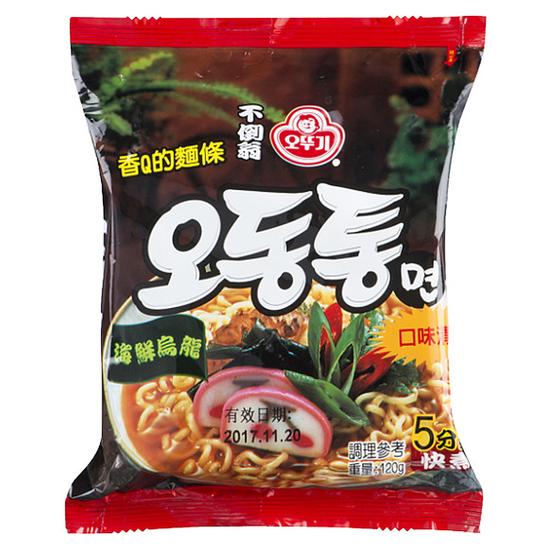 不倒翁
오뚜기
香Q的麵條
오동통면
海鮮烏龍
口味
有效日期:
2017.11.20
調理參考
重量:120g
5分
快煮